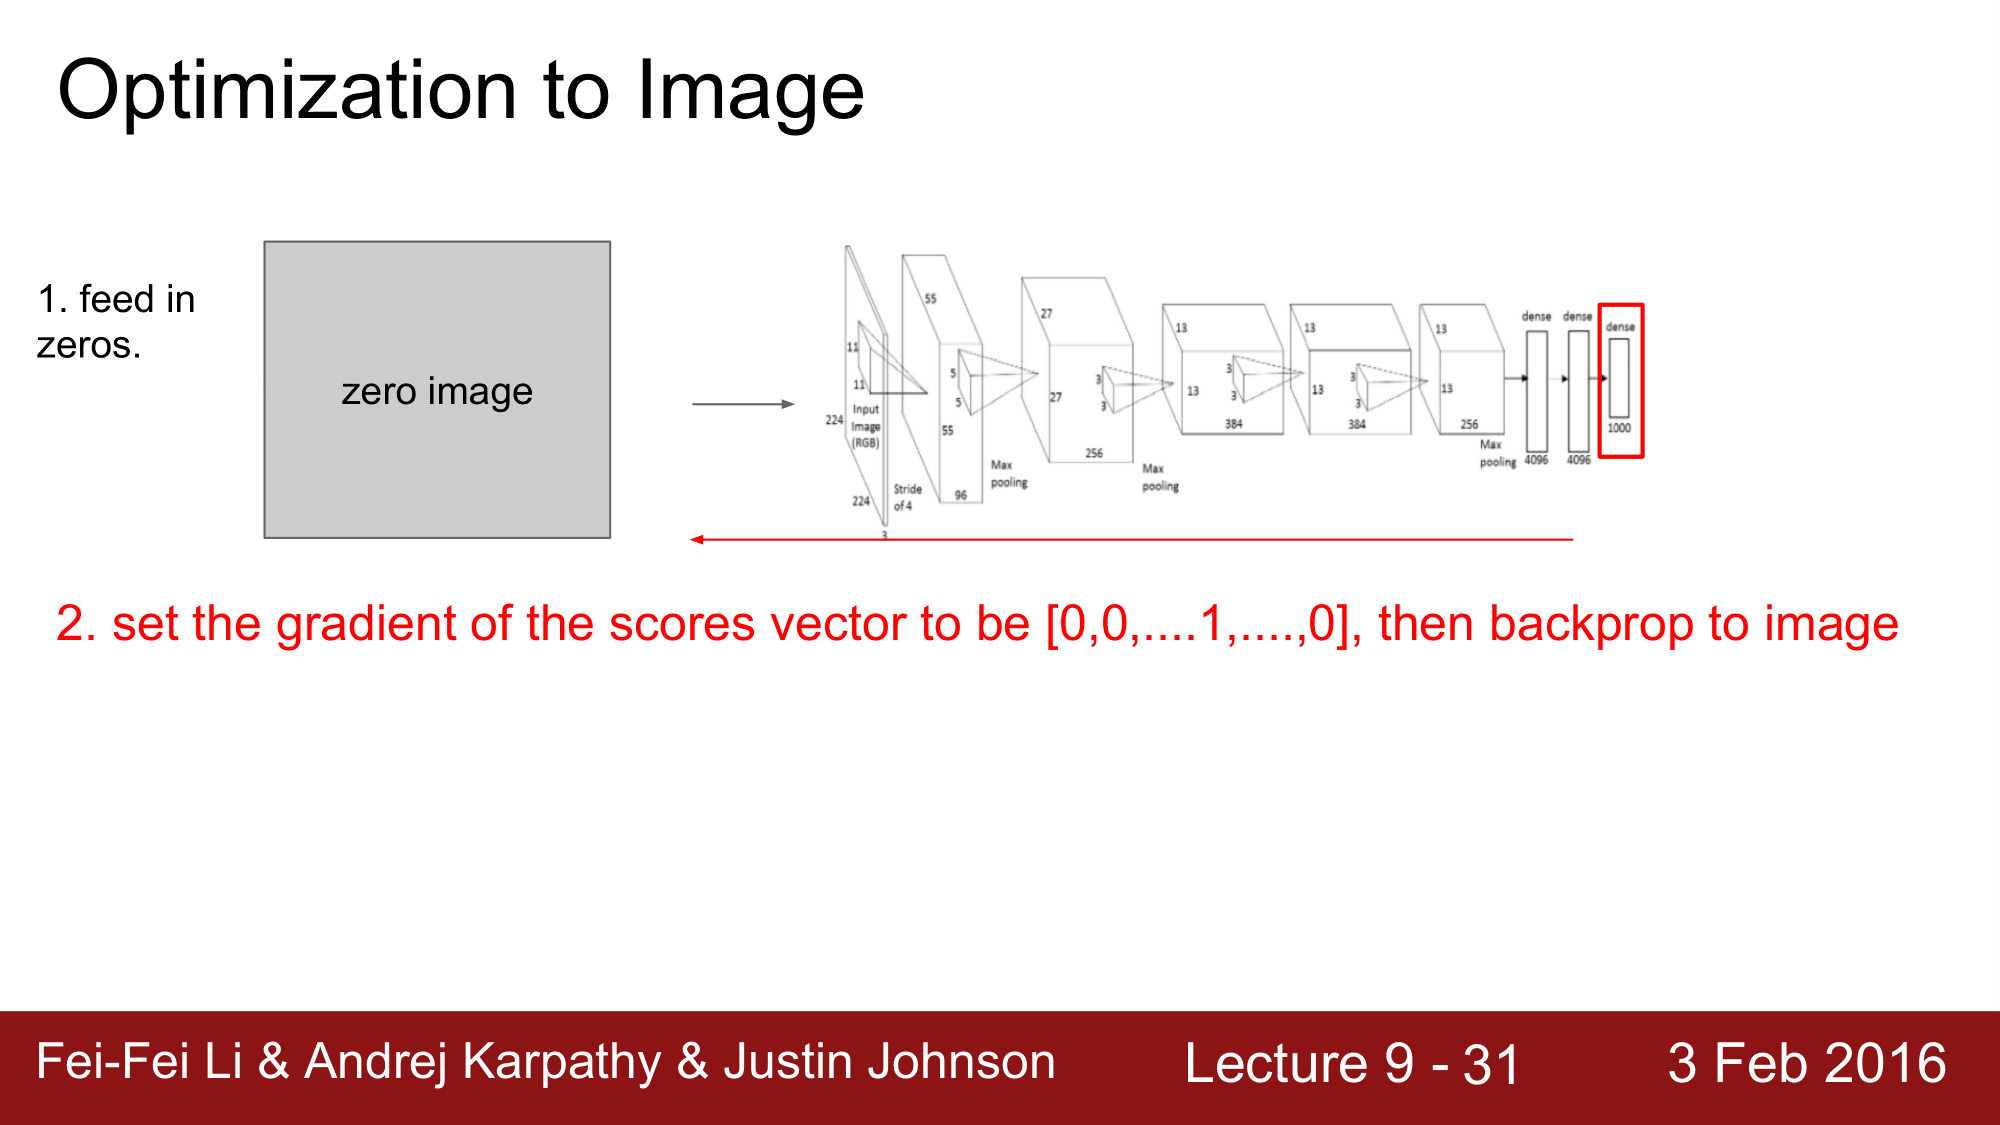 Optimization to Image
1. feed in
zeros.
zero image
224
224
3
11
11
Input
Image
(RGB)
Stride
of 4
55
55
96
5
5
Max
pooling
27
27
256
3
3
Max
pooling
13
13
384
3
3
13
13
384
3
3
13
13
256
Max
pooling
dense
4096
dense
4096
dense
1000
2. set the gradient of the scores vector to be [0,0,....1,....,0], then backprop to image
Fei-Fei Li & Andrej Karpathy & Justin Johnson
Lecture 9 - 31
3 Feb 2016